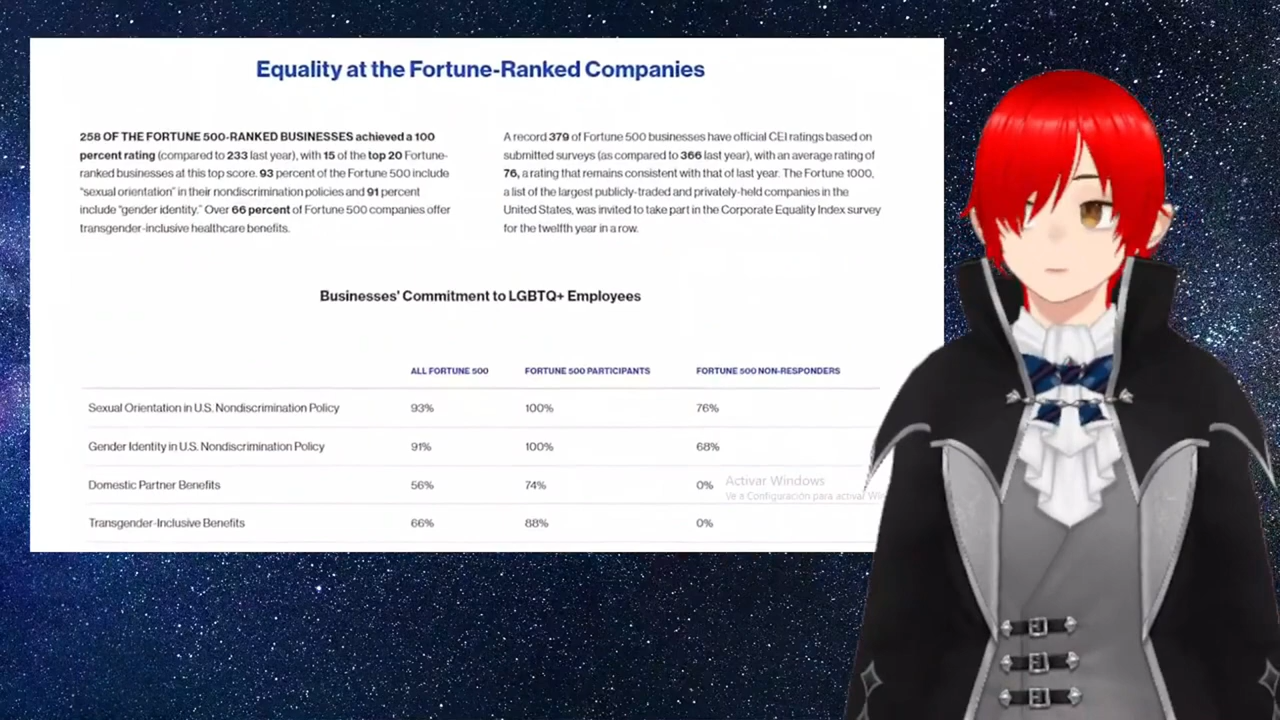 Equality at the Fortune-Ranked Companies
258 OF THE FORTUNE 500-RANKED BUSINESSES achieved a 100
percent rating (compared to 233 last year), with 15 of the top 20 Fortune-
ranked businesses at this top score. 93 percent of the Fortune 500 include
“sexual orientation” in their nondiscrimination policies and 91 percent
include “gender identity.” Over 66 percent of Fortune 500 companies offer
transgender-inclusive healthcare benefits.
A record 379 of Fortune 500 businesses have official CEI ratings based on
submitted surveys (as compared to 366 last year), with an average rating of
76, a rating that remains consistent with that of last year. The Fortune 1000,
a list of the largest publicly-traded and privately-held companies in the
United States, was invited to take part in the Corporate Equality Index survey
for the twelfth year in a row.
Businesses' Commitment to LGBTQ+ Employees
ALL FORTUNE 500 FORTUNE 500 PARTICIPANTS FORTUNE 500 NON-RESPONDERS
Sexual Orientation in U.S. Nondiscrimination Policy 93% 100% 76%
Gender Identity in U.S. Nondiscrimination Policy 91% 100% 68%
Domestic Partner Benefits 56% 74% 0%
Activar Windows
Ve a Configuración para activar Win
Transgender-Inclusive Benefits 66% 88% 0%